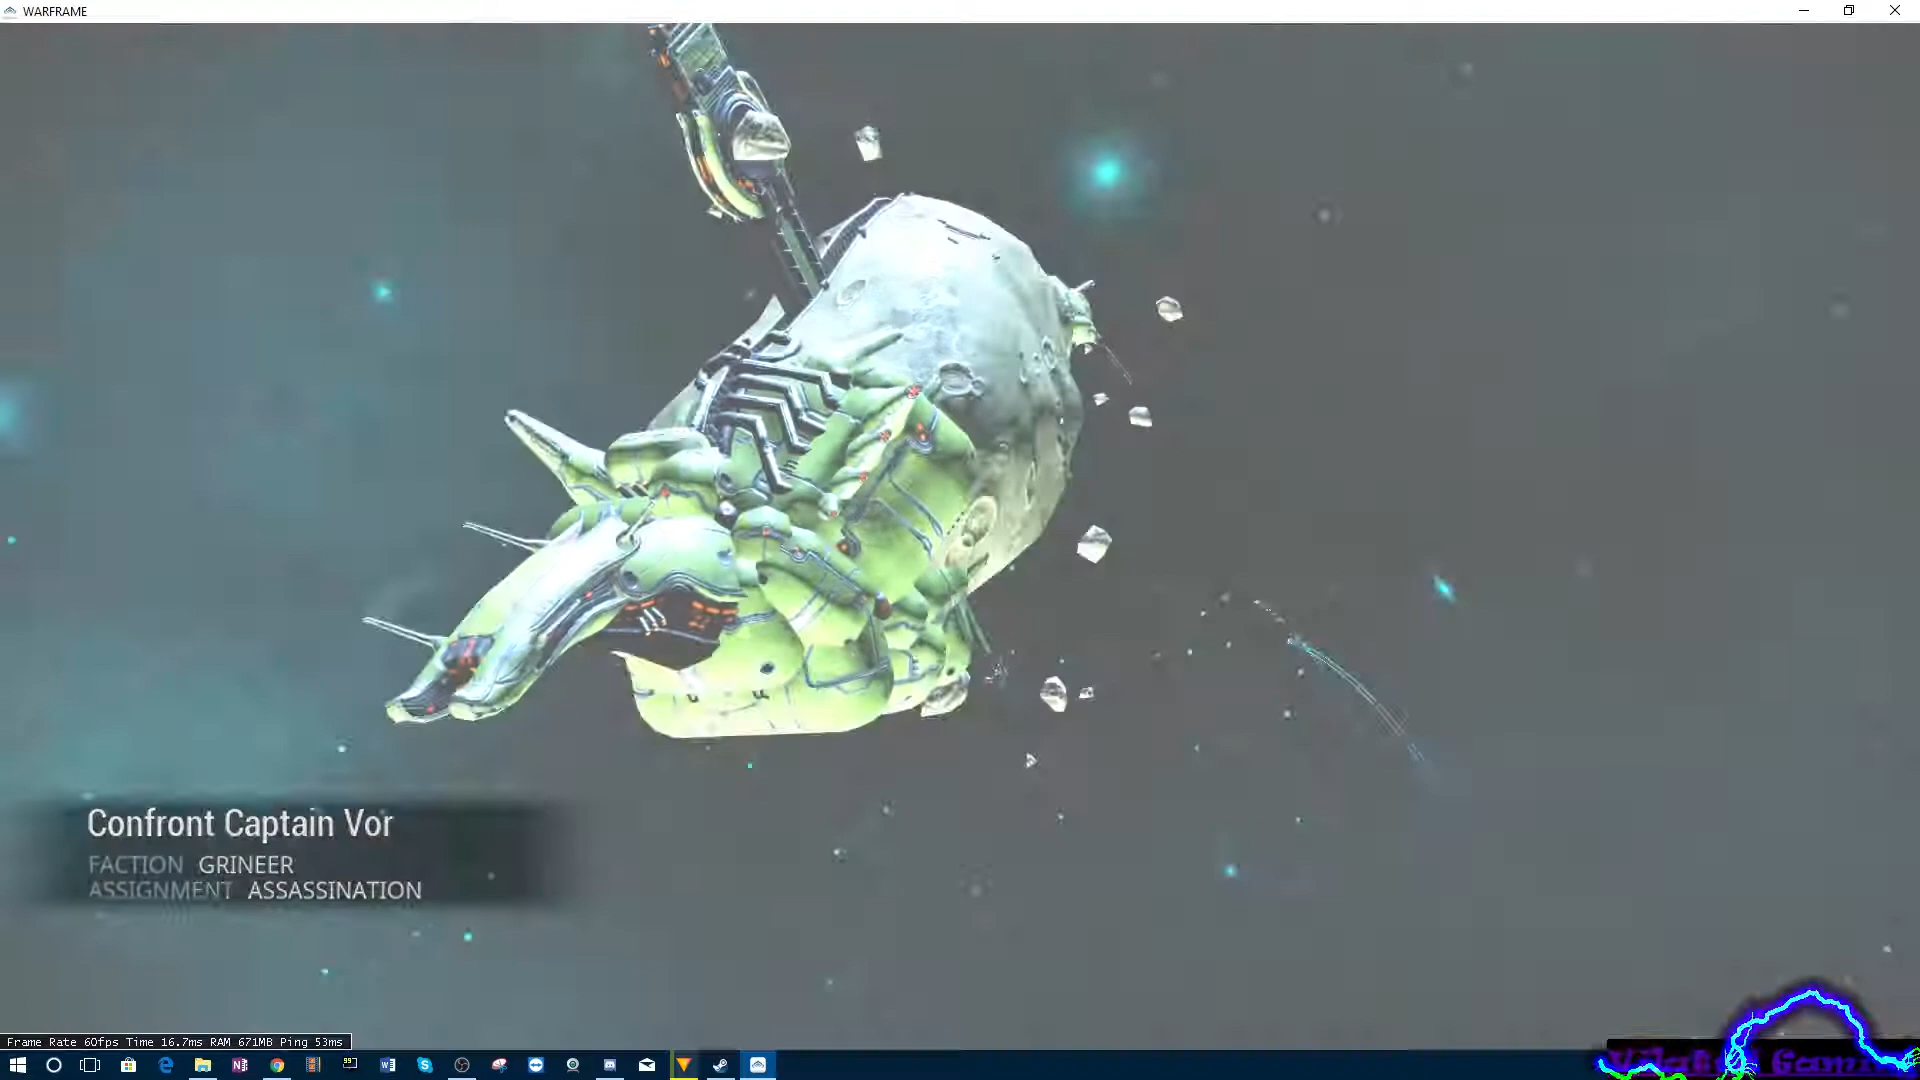 WARFRAME
Confront Captain Vor
FACTION GRINEER
ASSIGNMENT ASSASSINATION
Frame Rate 60fps Time 16.7ms RAM 671MB Ping 53ms